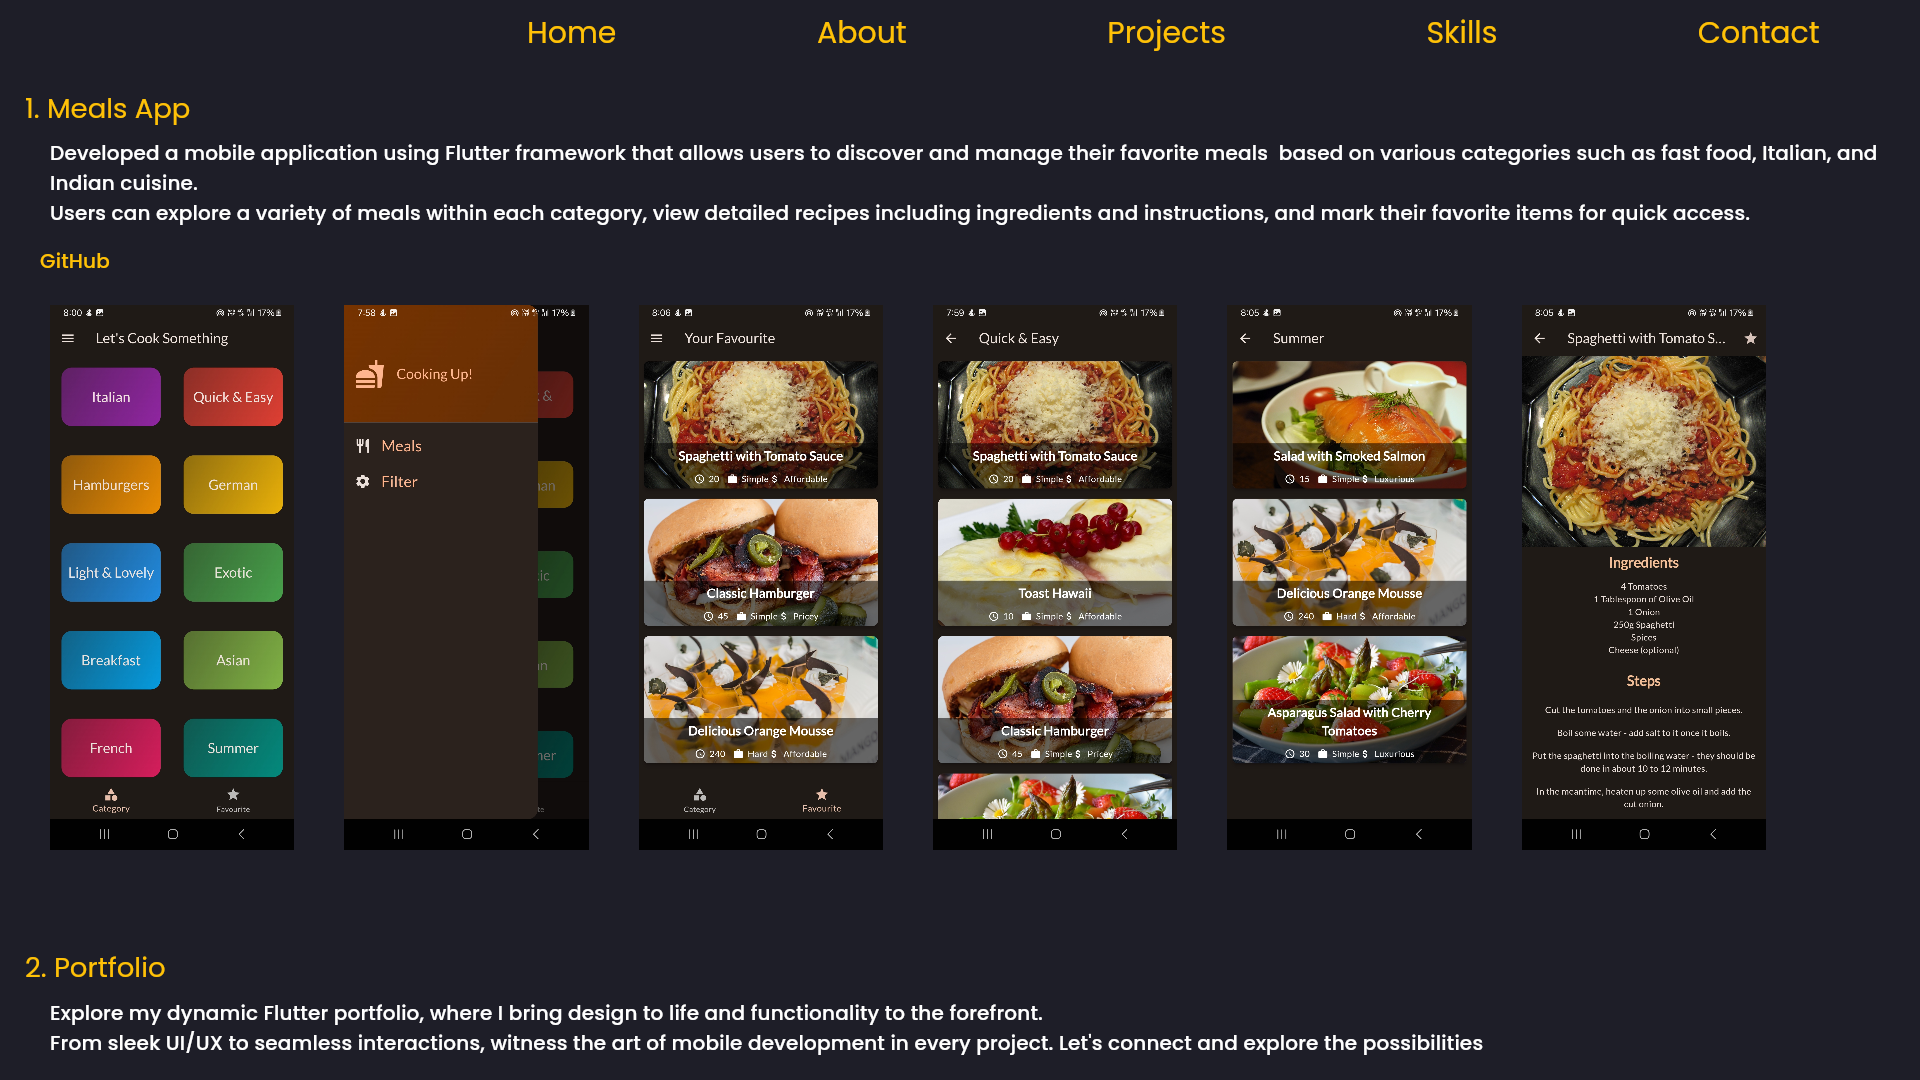 Home About Projects Skills Contact
1. Meals App
Developed a mobile application using Flutter framework that allows users to discover and manage their favorite meals  based on various categories such as fast food, Italian, and
Indian cuisine.
Users can explore a variety of meals within each category, view detailed recipes including ingredients and instructions, and mark their favorite items for quick access.
GitHub
8:00 17%
Let's Cook Something
Italian Quick & Easy
Hamburgers German
Light & Lovely Exotic
Breakfast Asian
French Summer
Category Favourite
7:58 17%
Cooking Up!
Meals
Filter
8:06 17%
Your Favourite
Spaghetti with Tomato Sauce
20 Simple $ Affordable
Classic Hamburger
45 Simple $ Pricey
Delicious Orange Mousse
240 Hard $ Affordable
Category Favourite
7:59 17%
Quick & Easy
Spaghetti with Tomato Sauce
20 Simple $ Affordable
Toast Hawaii
10 Simple $ Affordable
Classic Hamburger
45 Simple $ Pricey
8:05 17%
Summer
Salad with Smoked Salmon
15 Simple $ Luxurious
Delicious Orange Mousse
240 Hard $ Affordable
Asparagus Salad with Cherry
Tomatoes
30 Simple $ Luxurious
8:05 17%
Spaghetti with Tomato S...
Ingredients
4 Tomatoes
1 Tablespoon of Olive Oil
1 Onion
250g Spaghetti
Spices
Cheese (optional)
Steps
Cut the tomatoes and the onion into small pieces.
Boil some water - add salt to it once it boils.
Put the spaghetti into the boiling water - they should be
done in about 10 to 12 minutes.
In the meantime, heaten up some olive oil and add the
cut onion.
2. Portfolio
Explore my dynamic Flutter portfolio, where I bring design to life and functionality to the forefront.
From sleek UI/UX to seamless interactions, witness the art of mobile development in every project. Let's connect and explore the possibilities